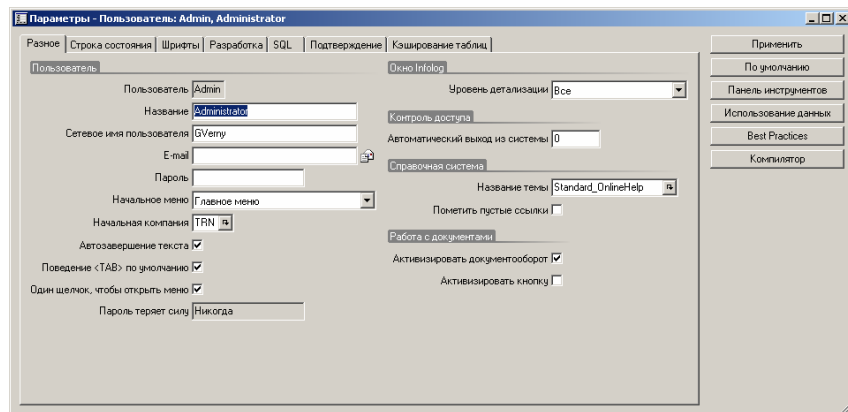 Параметры - Пользователь: Admin, Administrator
Разное
Строка состояния
Шрифты
Разработка
SQL
Подтверждение
Кэширование таблиц
Пользователь
Пользователь Admin
Название Administrator
Сетевое имя пользователя GVerny
E-mail
Пароль
Начальное меню Главное меню
Начальная компания TRN
Автозавершение текста
Поведение <TAB> по умолчанию
Один щелчок, чтобы открыть меню
Пароль теряет силу Никогда
Окно Infolog
Уровень детализации Все
Контроль доступа
Автоматический выход из системы 0
Справочная система
Название темы Standard_OnlineHelp
Пометить пустые ссылки
Работа с документами
Активизировать документооборот
Активизировать кнопку
Применить
По умолчанию
Панель инструментов
Использование данных
Best Practices
Компилятор